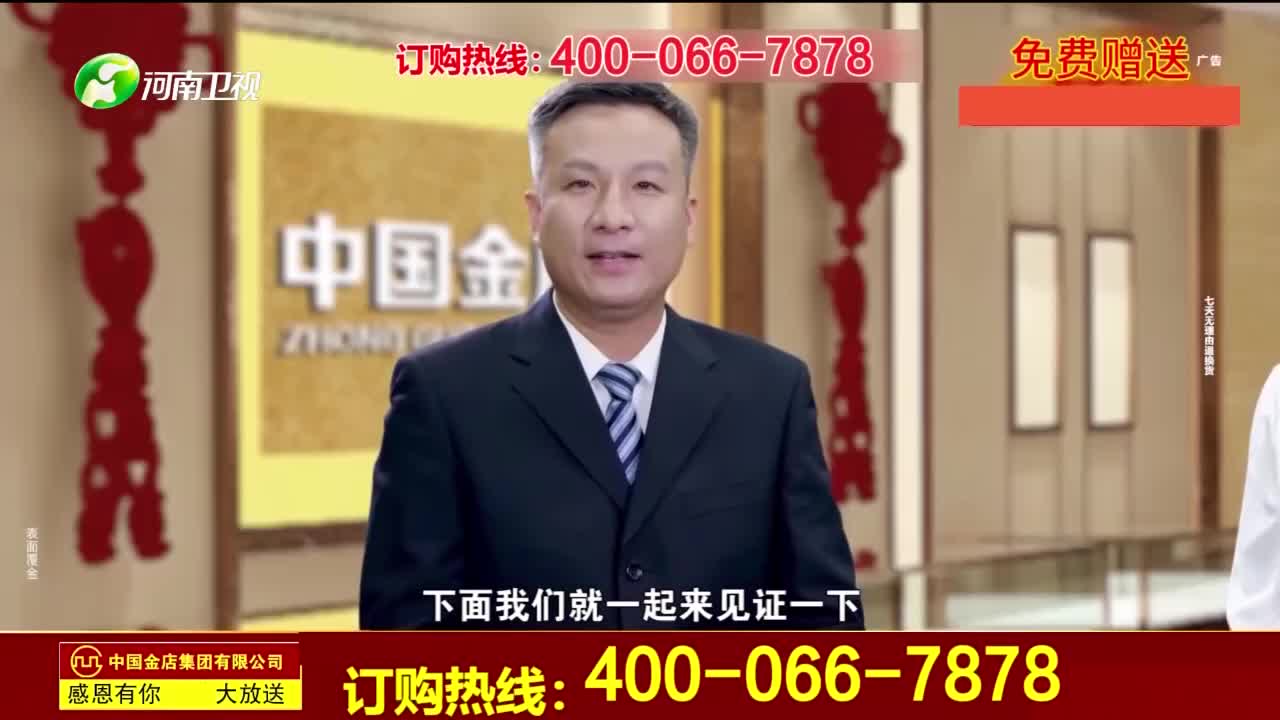 河南卫视
订购热线：400-066-7878
免费赠送
广告
中国金
ZHONG GU
七天无理由退换货
表面覆金
下面我们就一起来见证一下
中国金店集团有限公司
感恩有你 大放送
订购热线：400-066-7878